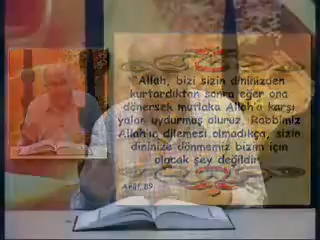 "Allah, bizi sizin dininizden
kurtardıktan sonra eğer ona
dönersek mutlaka Allah'a karşı
yalan uydurmuş oluruz. Rabbimiz
Allah'ın dilemesi olmadıkça, sizin
dininize dönmemiz bizim için
olacak şey değildir.
Araf, 89